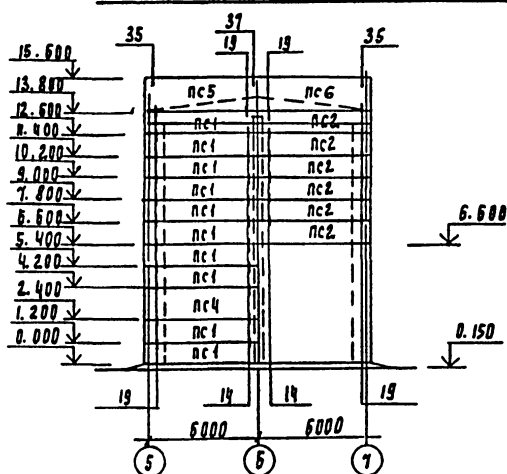 35 37 35
19 19
15.600
13.800
12.600
11.400
10.200
9.000
7.800
6.600
5.400
4.200
2.400
1.200
0.000
пс5 пс6
пс1 пс2
пс1 пс2
пс1 пс2
пс1 пс2
пс1 пс2
пс1 пс2
пс1
пс1
пс4
пс1
пс1
6.600
0.150
19 14 14 19
6000 6000
5 6 7